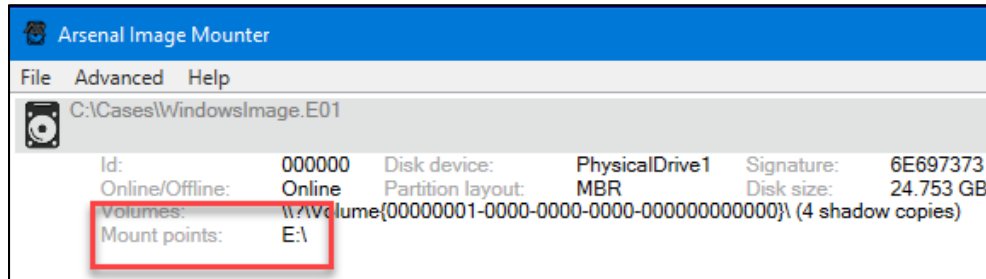 Arsenal Image Mounter
File Advanced Help
C:\Cases\WindowsImage.E01
Id: 000000 Disk device: PhysicalDrive1 Signature: 6E697373
Online/Offline: Online Partition layout: MBR Disk size: 24.753 GB
Volumes: \\?\Volume{00000001-0000-0000-0000-000000000000}\ (4 shadow copies)
Mount points: E:\